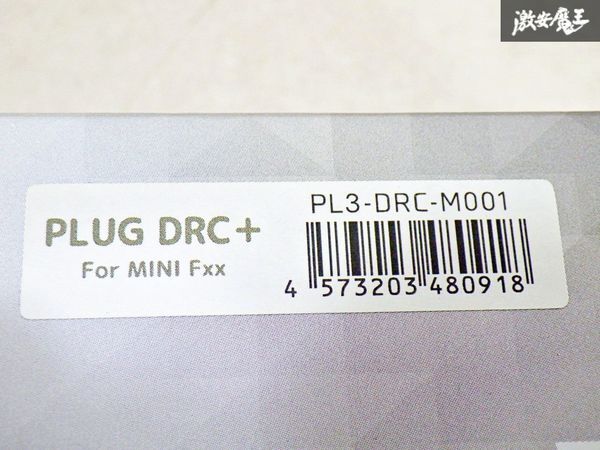 激安魔王
PLUG DRC+
For MINI Fxx
PL3-DRC-M001
4 573203 480918